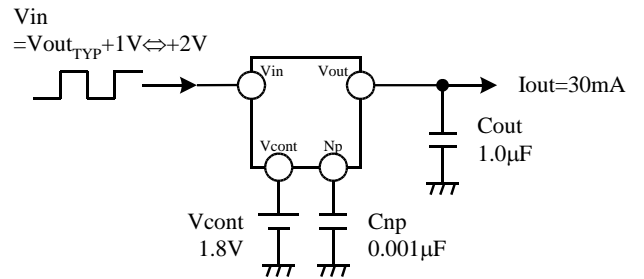 Vin
=VoutTYP+1V⇔+2V
Vin
Vout
Iout=30mA
Vcont
Np
Cout
1.0μF
Vcont
1.8V
Cnp
0.001μF